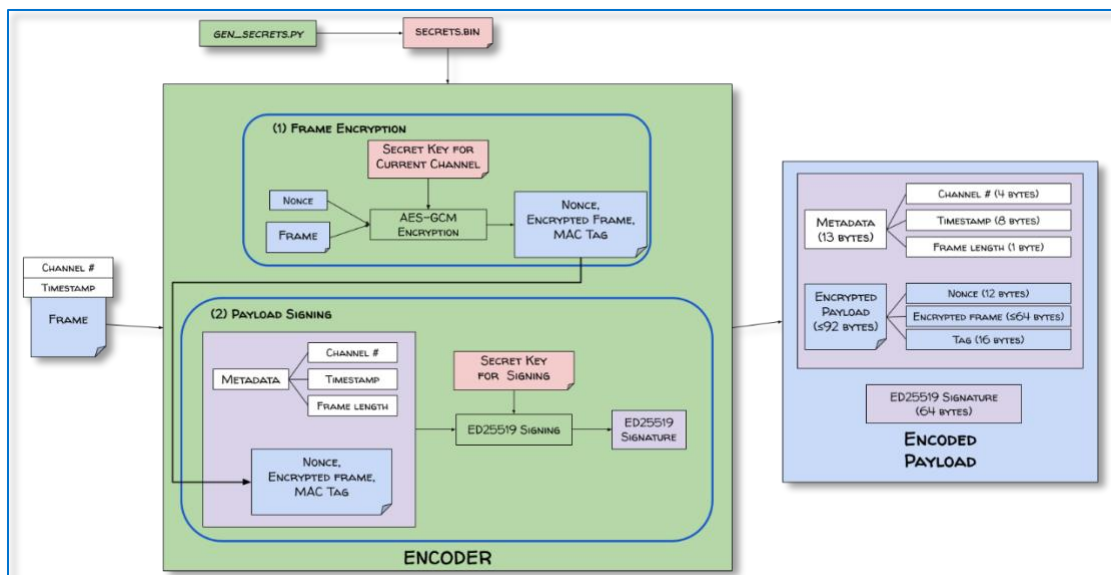 GEN_SECRETS.PY
SECRETS.BIN
(1) FRAME ENCRYPTION
SECRET KEY FOR
CURRENT CHANNEL
NONCE
FRAME
AES-GCM
ENCRYPTION
NONCE,
ENCRYPTED FRAME,
MAC TAG
CHANNEL #
TIMESTAMP
FRAME
(2) PAYLOAD SIGNING
METADATA
CHANNEL #
TIMESTAMP
FRAME LENGTH
NONCE,
ENCRYPTED FRAME,
MAC TAG
SECRET KEY
FOR SIGNING
ED25519 SIGNING
ED25519
SIGNATURE
ENCODER
METADATA
(13 BYTES)
CHANNEL # (4 BYTES)
TIMESTAMP (8 BYTES)
FRAME LENGTH (1 BYTE)
ENCRYPTED
PAYLOAD
(≤92 BYTES)
NONCE (12 BYTES)
ENCRYPTED FRAME (≤64 BYTES)
TAG (16 BYTES)
ED25519 SIGNATURE
(64 BYTES)
ENCODED
PAYLOAD